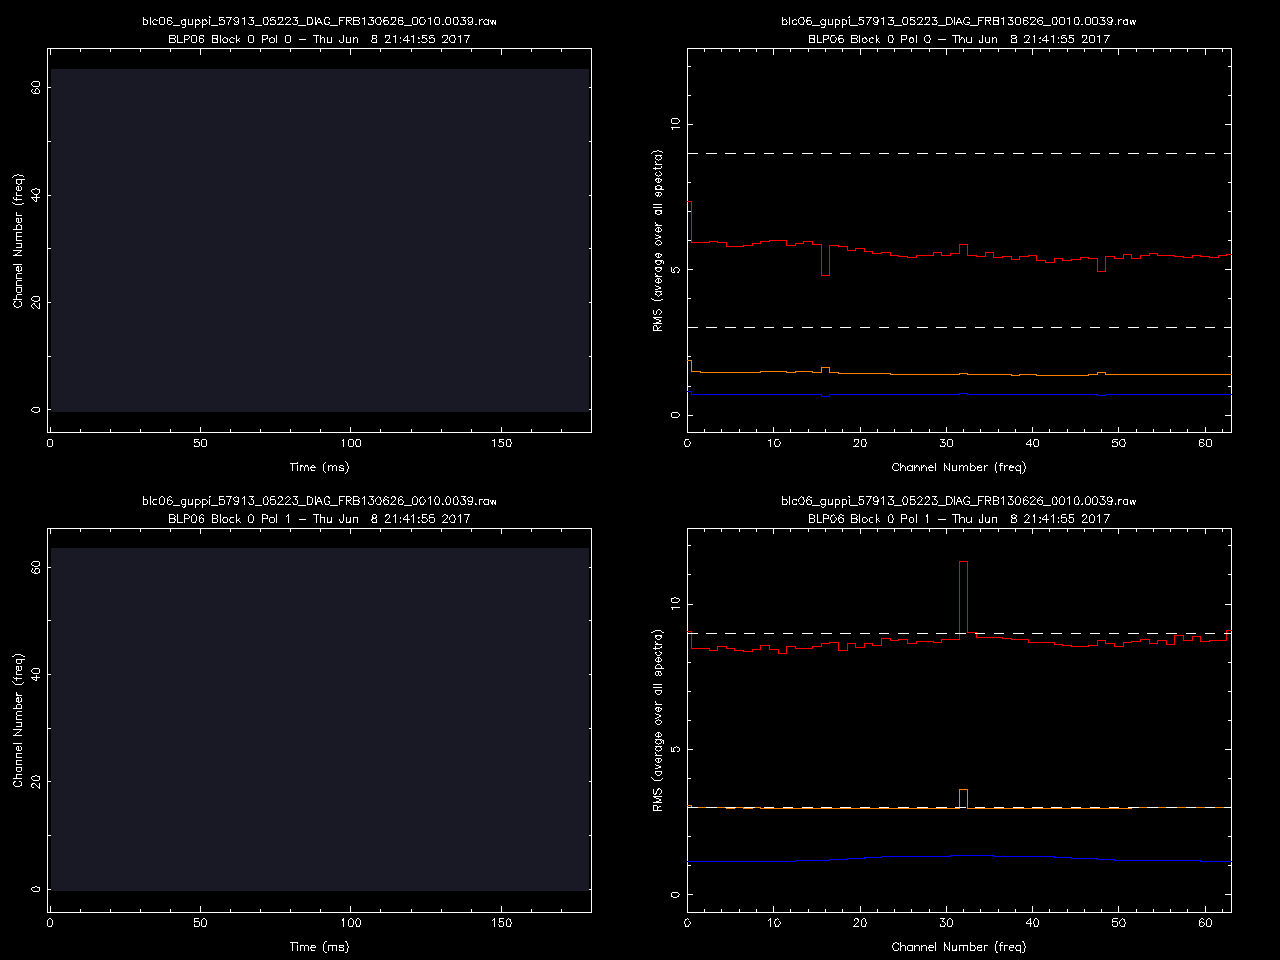 blc06_guppi_57913_05223_DIAG_FRB130626_0010.0039.raw
BLP06 Block 0 Pol 0 - Thu Jun 8 21:41:55 2017
Channel Number (freq)
60
40
20
0
0 50 100 150
Time (ms)
blc06_guppi_57913_05223_DIAG_FRB130626_0010.0039.raw
BLP06 Block 0 Pol 0 - Thu Jun 8 21:41:55 2017
RMS (average over all spectra)
10
5
0
0 10 20 30 40 50 60
Channel Number (freq)
blc06_guppi_57913_05223_DIAG_FRB130626_0010.0039.raw
BLP06 Block 0 Pol 1 - Thu Jun 8 21:41:55 2017
Channel Number (freq)
60
40
20
0
0 50 100 150
Time (ms)
blc06_guppi_57913_05223_DIAG_FRB130626_0010.0039.raw
BLP06 Block 0 Pol 1 - Thu Jun 8 21:41:55 2017
RMS (average over all spectra)
10
5
0
0 10 20 30 40 50 60
Channel Number (freq)